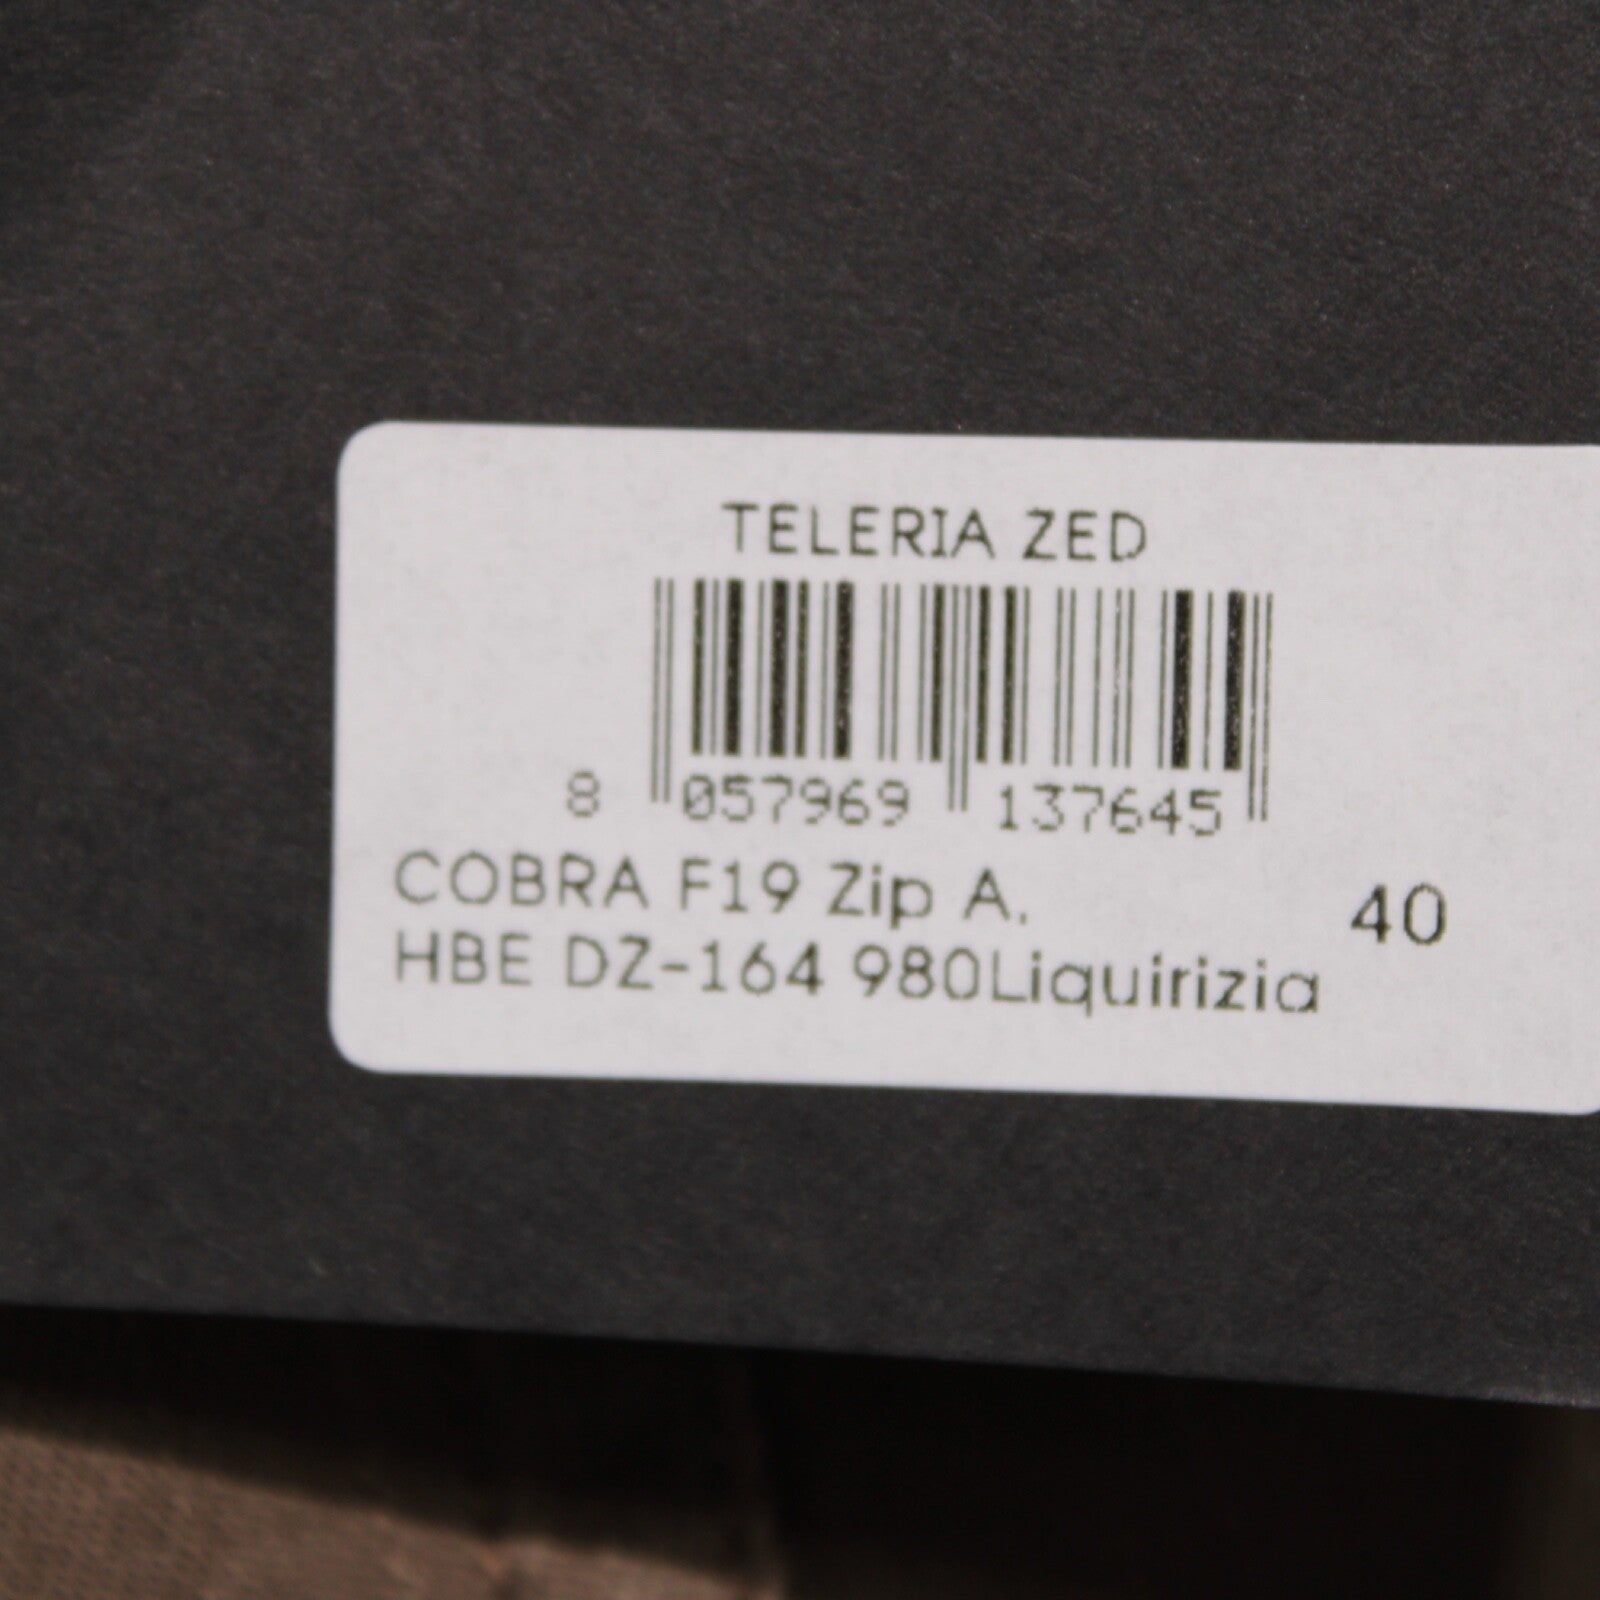 TELERIA ZED
8 057969 137645
COBRA F19 Zip A.
40
HBE DZ-164 980Liquirizia